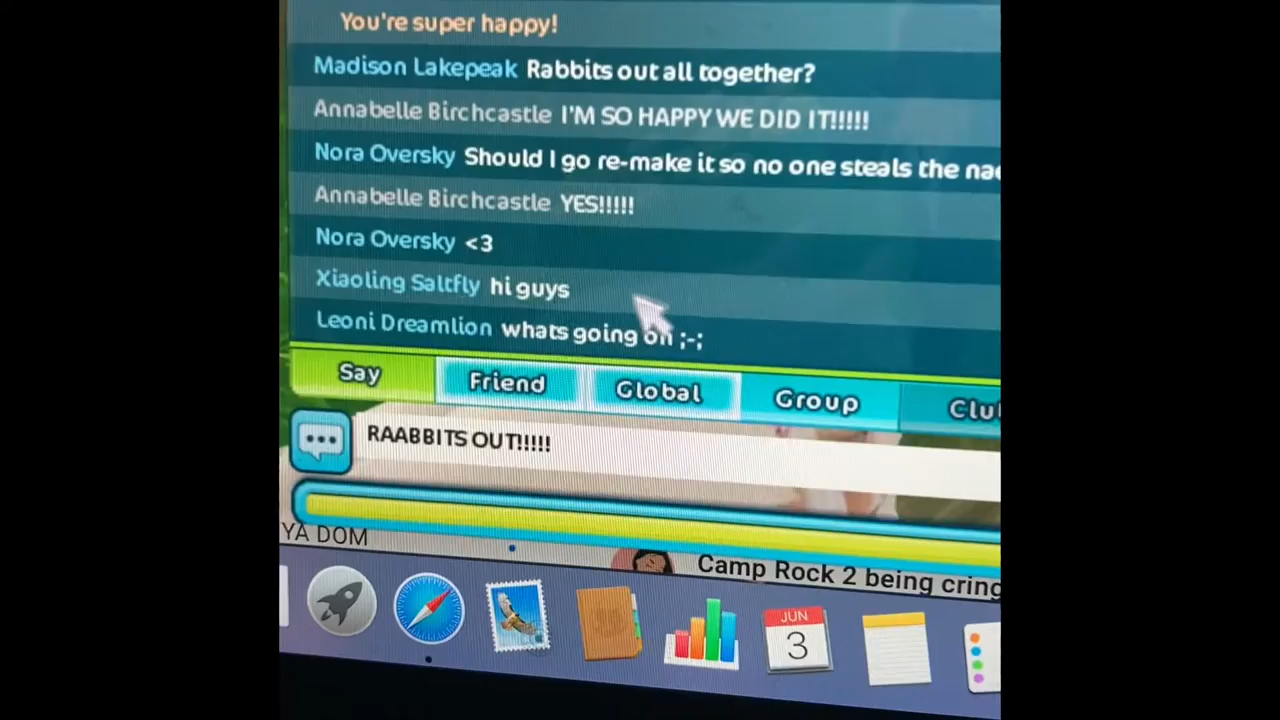 You're super happy!
Madison Lakepeak Rabbits out all together?
Annabelle Birchcastle I'M SO HAPPY WE DID IT!!!!!
Nora Oversky Should I go re-make it so no one steals the
Annabelle Birchcastle YES!!!!!
Nora Oversky <3
Xiaoling Saltfly hi guys
Leoni Dreamlion whats going on ;-;
Say Friend Global Group
RAABBITS OUT!!!!!
YA DOM
Camp Rock 2 being
JUN
3